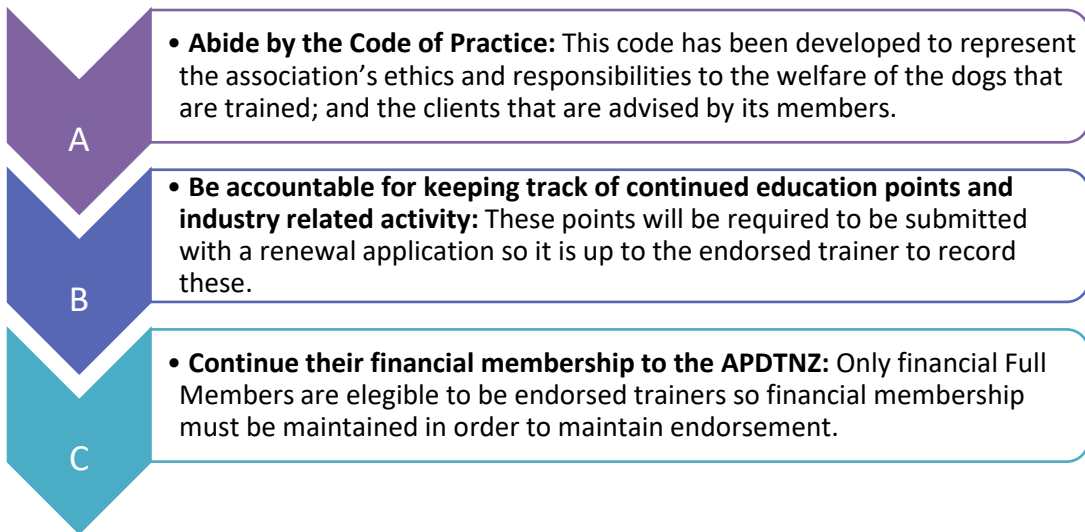 A
• Abide by the Code of Practice: This code has been developed to represent
the association’s ethics and responsibilities to the welfare of the dogs that
are trained; and the clients that are advised by its members.
B
• Be accountable for keeping track of continued education points and
industry related activity: These points will be required to be submitted
with a renewal application so it is up to the endorsed trainer to record
these.
C
• Continue their financial membership to the APDTNZ: Only financial Full
Members are elegible to be endorsed trainers so financial membership
must be maintained in order to maintain endorsement.